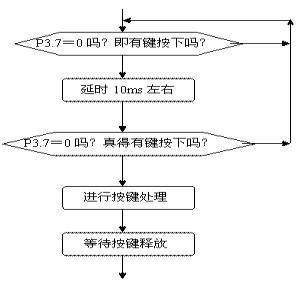 P3.7＝0 吗？即有键按下吗？
延时 10ms 左右
P3.7＝0 吗？真得有键按下吗？
进行按键处理
等待按键释放